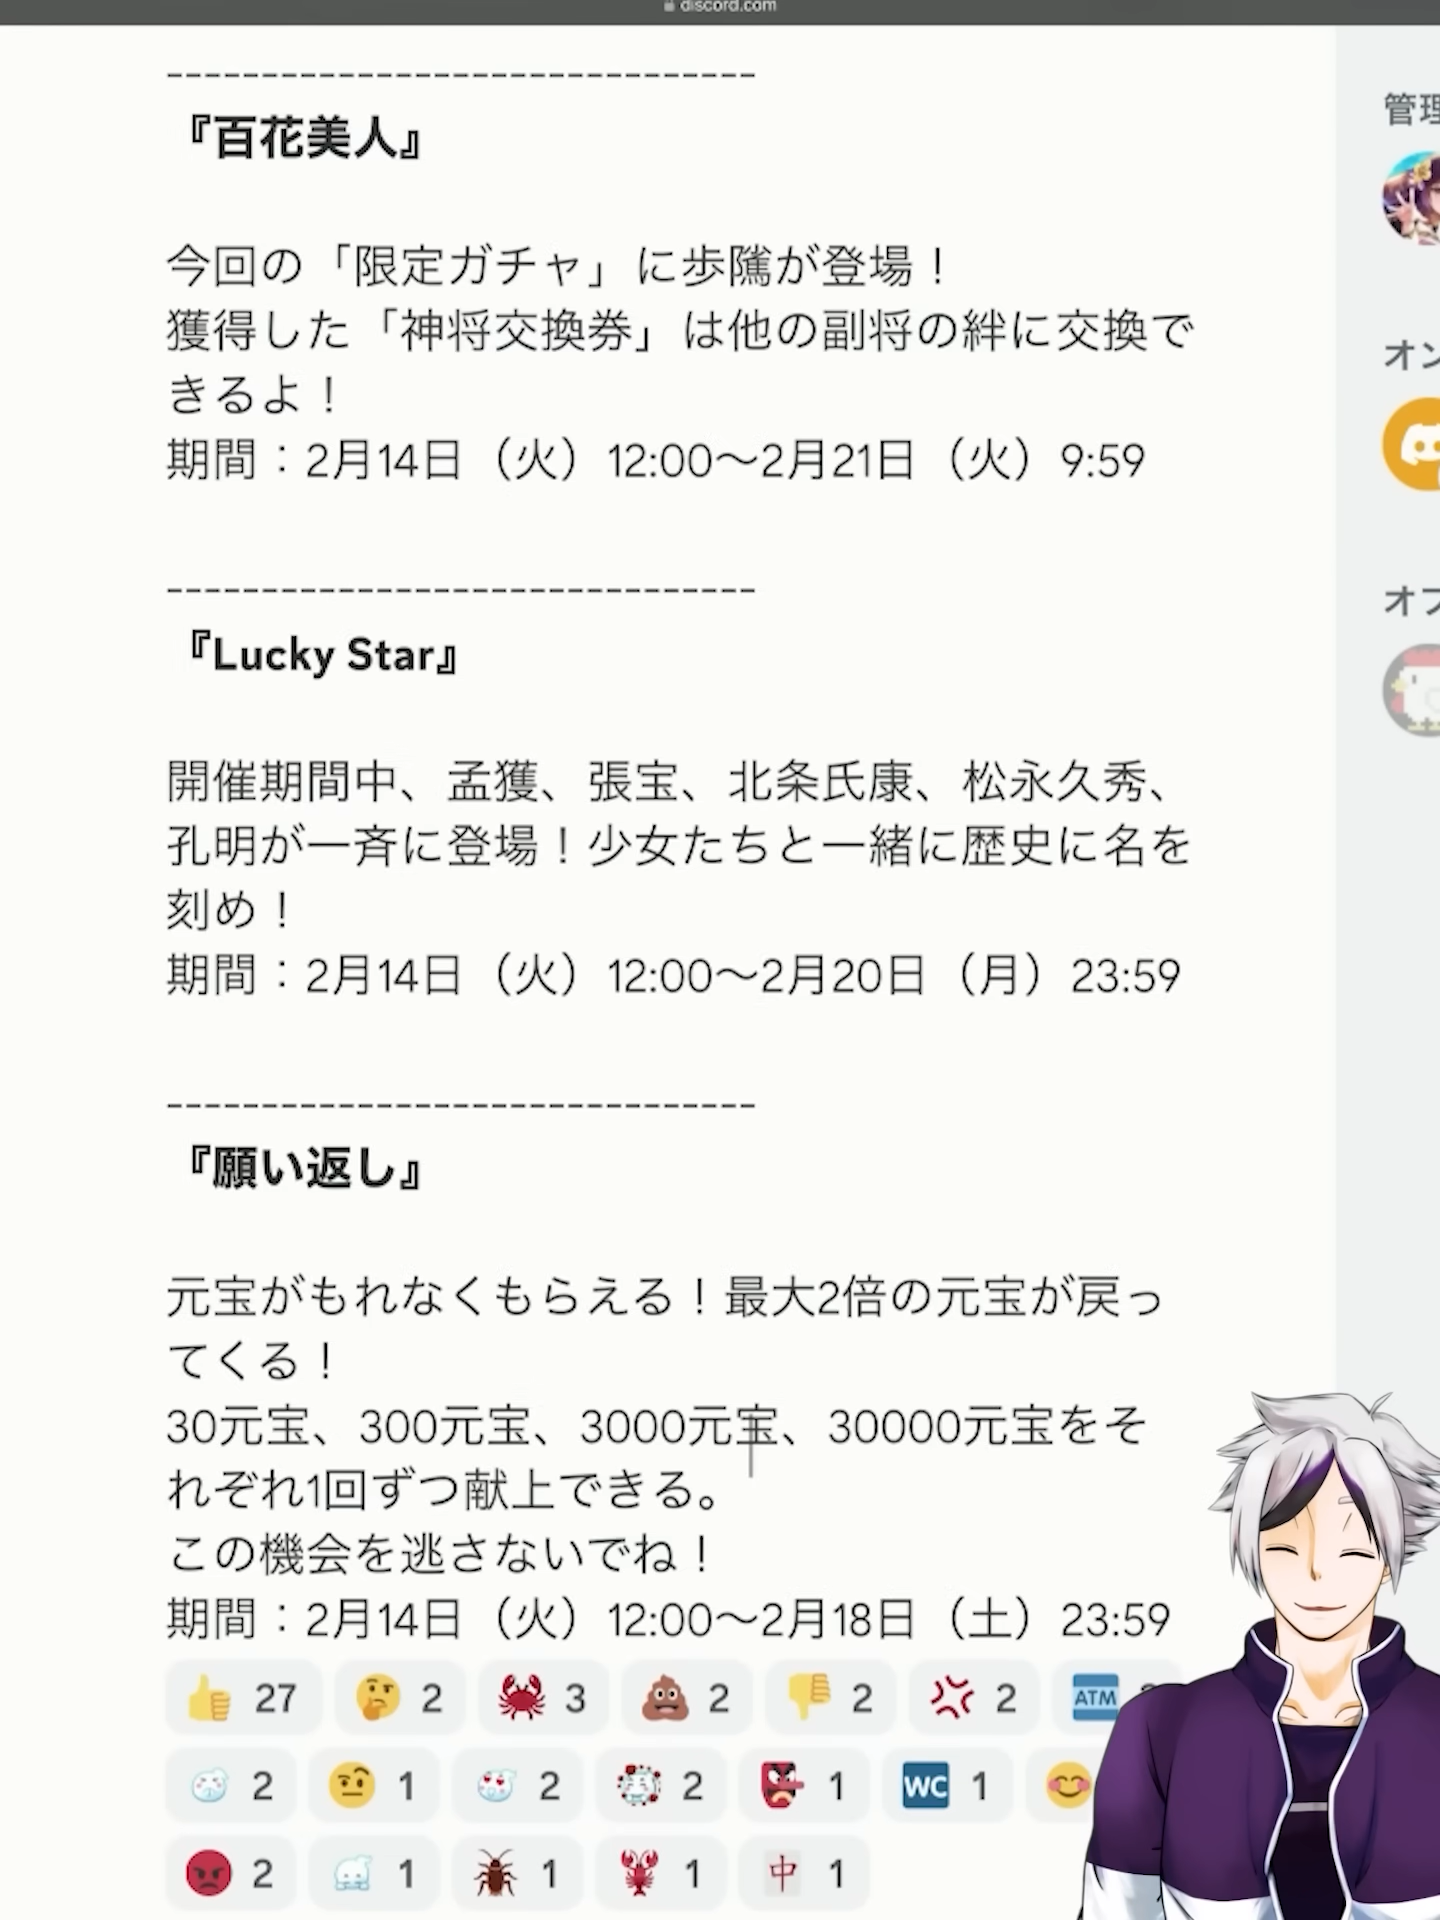 discord.com
------------------------------
『百花美人』
今回の「限定ガチャ」に歩隲が登場！
獲得した「神将交換券」は他の副将の絆に交換で
きるよ！
期間：2月14日（火）12:00～2月21日（火）9:59
------------------------------
『Lucky Star』
開催期間中、孟獲、張宝、北条氏康、松永久秀、
孔明が一斉に登場！少女たちと一緒に歴史に名を
刻め！
期間：2月14日（火）12:00～2月20日（月）23:59
------------------------------
『願い返し』
元宝がもれなくもらえる！最大2倍の元宝が戻っ
てくる！
30元宝、300元宝、3000元宝、30000元宝をそ
れぞれ1回ずつ献上できる。
この機会を逃さないでね！
期間：2月14日（火）12:00～2月18日（土）23:59
27 2 3 2 2 2 ATM
2 1 2 2 1 WC 1
2 1 1 1 中 1
管理
オン
オフ